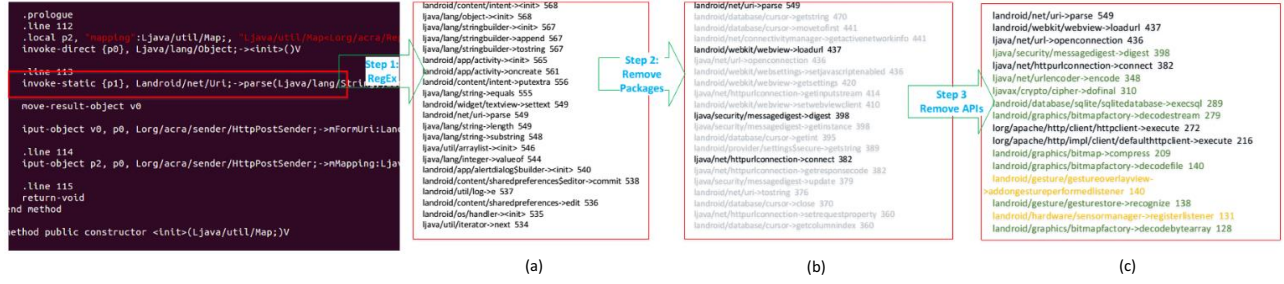 .prologue
.line 112
.local p2, "mapping":Ljava/util/Map;, "Ljava/util/Map<Lorg/acra/Rep
invoke-direct {p0}, Ljava/lang/Object;-><init>()V
.line 113
invoke-static {p1}, Landroid/net/Uri;->parse(Ljava/lang/String;)Land
move-result-object v0
iput-object v0, p0, Lorg/acra/sender/HttpPostSender;->mFormUri:Land
.line 114
iput-object p2, p0, Lorg/acra/sender/HttpPostSender;->mMapping:Ljav
.line 115
return-void
end method
method public constructor <init>(Ljava/util/Map;)V
Step 1:
RegEx
landroid/content/intent-><init> 568
ljava/lang/object-><init> 568
ljava/lang/stringbuilder-><init> 567
ljava/lang/stringbuilder->append 567
ljava/lang/stringbuilder->tostring 567
landroid/app/activity-><init> 565
landroid/app/activity->oncreate 561
landroid/content/intent->putextra 556
ljava/lang/string->equals 555
landroid/widget/textview->settext 549
landroid/net/uri->parse 549
ljava/lang/string->length 549
ljava/lang/string->substring 548
ljava/util/arraylist-><init> 546
ljava/lang/integer->valueof 544
landroid/app/alertdialog$builder-><init> 540
landroid/content/sharedpreferences$editor->commit 538
landroid/util/log->e 537
landroid/content/sharedpreferences->edit 536
landroid/os/handler-><init> 535
ljava/util/iterator->next 534
(a)
Step 2:
Remove
Packages
landroid/net/uri->parse 549
landroid/database/cursor->getstring 470
landroid/database/cursor->movetofirst 441
landroid/net/connectivitymanager->getactivenetworkinfo 441
landroid/webkit/webview->loadurl 437
ljava/net/url->openconnection 436
landroid/webkit/websettings->setjavascriptenabled 436
landroid/webkit/webview->getsettings 420
ljava/net/httpurlconnection->getinputstream 414
landroid/webkit/webview->setwebviewclient 410
ljava/security/messagedigest->digest 398
ljava/security/messagedigest->getinstance 398
landroid/database/cursor->getint 395
landroid/provider/settings$secure->getstring 389
ljava/net/httpurlconnection->connect 382
ljava/net/httpurlconnection->getresponsecode 382
ljava/security/messagedigest->update 379
landroid/net/uri->tostring 376
landroid/database/cursor->close 370
ljava/net/httpurlconnection->setrequestproperty 360
landroid/database/cursor->getcolumnindex 360
(b)
Step 3
Remove APIs
landroid/net/uri->parse 549
landroid/webkit/webview->loadurl 437
ljava/net/url->openconnection 436
ljava/security/messagedigest->digest 398
ljava/net/httpurlconnection->connect 382
ljava/net/urlencoder->encode 348
ljavax/crypto/cipher->dofinal 310
landroid/database/sqlite/sqlitedatabase->execsql 289
landroid/graphics/bitmapfactory->decodestream 279
lorg/apache/http/client/httpclient->execute 272
lorg/apache/http/impl/client/defaulthttpclient->execute 216
landroid/graphics/bitmap->compress 209
landroid/graphics/bitmapfactory->decodefile 140
landroid/gesture/gestureoverlayview-
>addongestureperformedlistener 140
landroid/gesture/gesturestore->recognize 138
landroid/hardware/sensormanager->registerlistener 131
landroid/graphics/bitmapfactory->decodebytearray 128
(c)